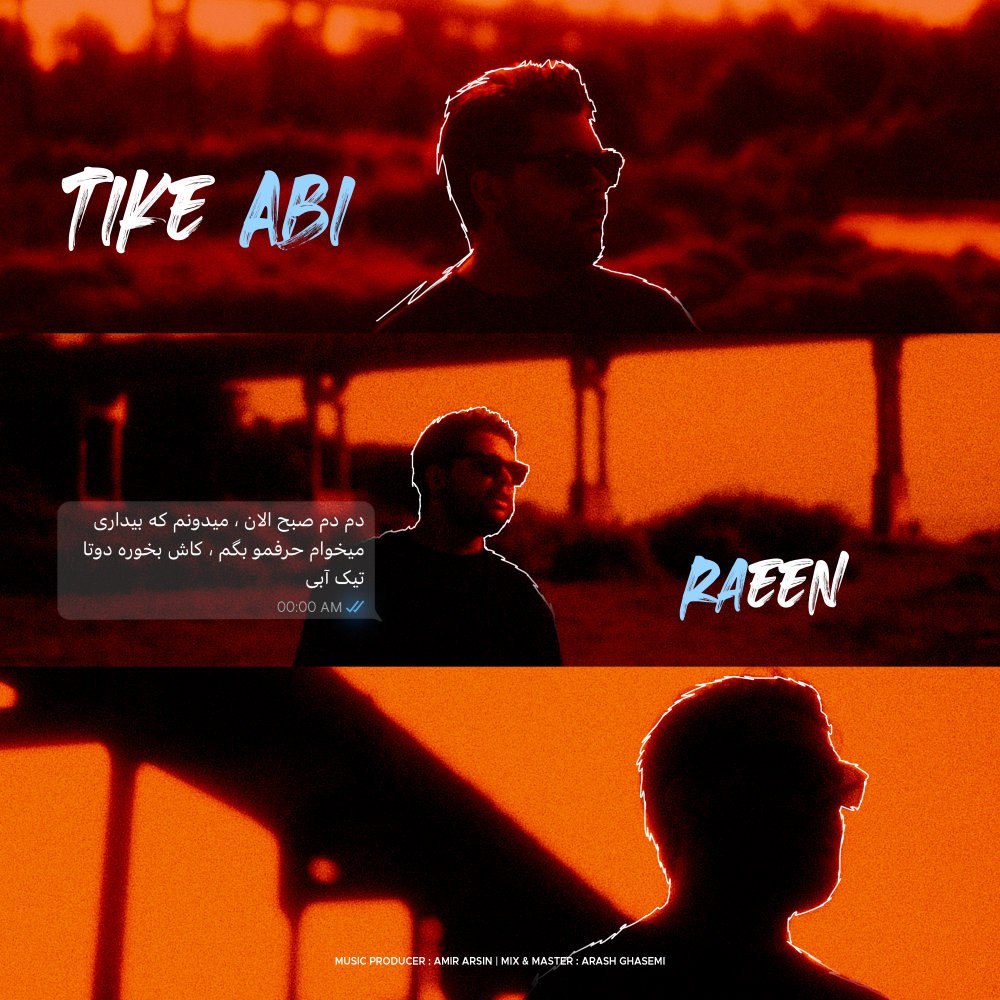 TIKE ABI
دم دم صبح الان ، میدونم که بیداری
میخوام حرفمو بگم ، کاش بخوره دوتا
تیک آبی
00:00 AM
RAEEN
MUSIC PRODUCER : AMIR ARSIN | MIX & MASTER : ARASH GHASEMI